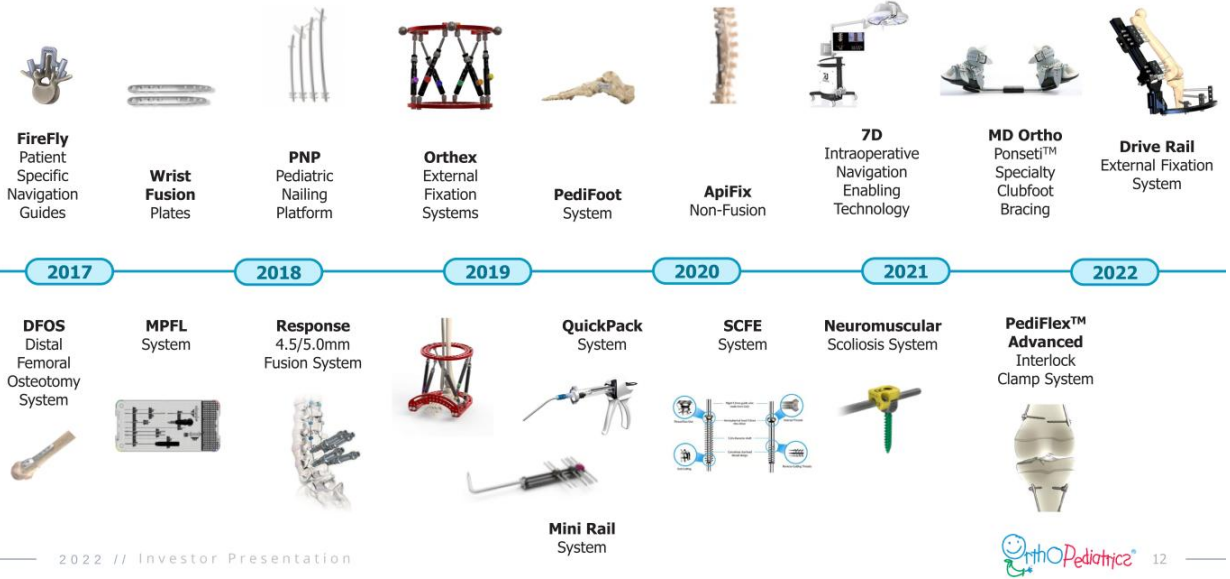 FireFly
Patient
Specific
Navigation
Guides
Wrist
Fusion
Plates
PNP
Pediatric
Nailing
Platform
Orthex
External
Fixation
Systems
PediFoot
System
ApiFix
Non-Fusion
7D
Intraoperative
Navigation
Enabling
Technology
MD Ortho
Ponseti™
Specialty
Clubfoot
Bracing
Drive Rail
External Fixation
System
2017 2018 2019 2020 2021 2022
DFOS
Distal
Femoral
Osteotomy
System
MPFL
System
Response
4.5/5.0mm
Fusion System
QuickPack
System
Mini Rail
System
SCFE
System
Neuromuscular
Scoliosis System
PediFlex™
Advanced
Interlock
Clamp System
2022 // Investor Presentation
OrthoPediatrics®
12